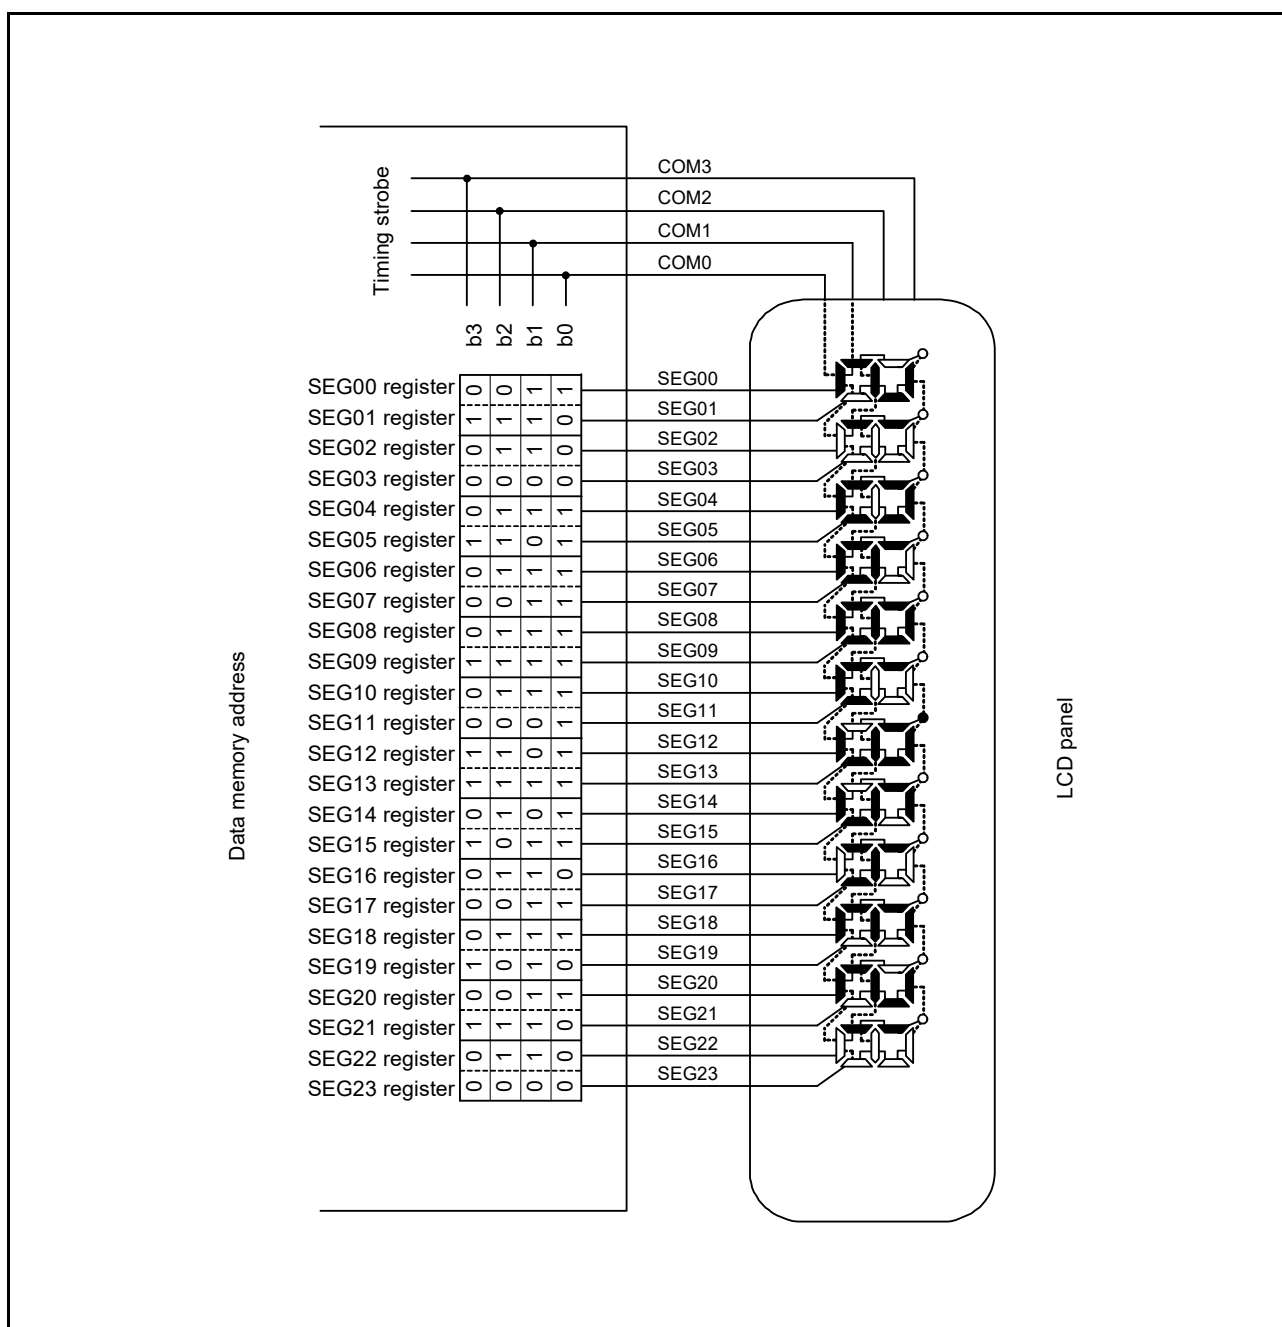 COM3
COM2
COM1
COM0
Timing strobe
b3 b2 b1 b0
SEG00 register 0 0 1 1 SEG00
SEG01 register 1 1 1 0 SEG01
SEG02 register 0 1 1 0 SEG02
SEG03 register 0 0 0 0 SEG03
SEG04 register 0 1 1 1 SEG04
SEG05 register 1 1 0 1 SEG05
SEG06 register 0 1 1 1 SEG06
SEG07 register 0 0 1 1 SEG07
SEG08 register 0 1 1 1 SEG08
SEG09 register 1 1 1 1 SEG09
SEG10 register 0 1 1 1 SEG10
SEG11 register 0 0 0 1 SEG11
SEG12 register 1 1 0 1 SEG12
SEG13 register 1 1 1 1 SEG13
SEG14 register 0 1 0 1 SEG14
SEG15 register 1 0 1 1 SEG15
SEG16 register 0 1 1 0 SEG16
SEG17 register 0 0 1 1 SEG17
SEG18 register 0 1 1 1 SEG18
SEG19 register 1 0 1 0 SEG19
SEG20 register 0 0 1 1 SEG20
SEG21 register 1 1 1 0 SEG21
SEG22 register 0 1 1 0 SEG22
SEG23 register 0 0 0 0 SEG23
Data memory address
LCD panel